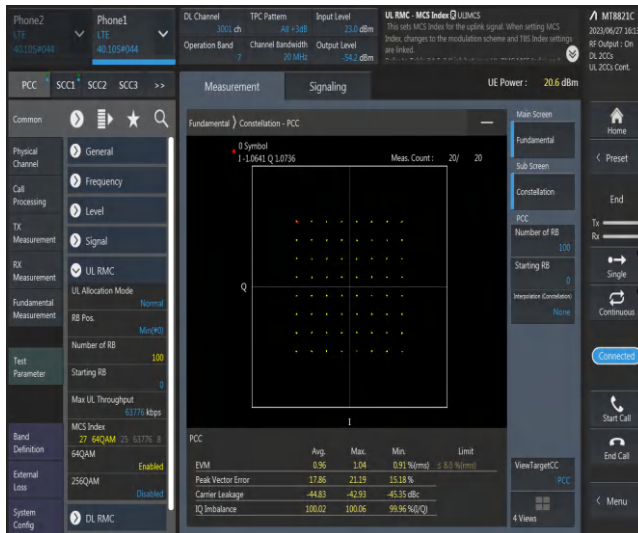 Phone2
LTE
40.105#044
Phone1
LTE
40.105#044
DL Channel
3001 ch
TPC Pattern
All +3dB
Input Level
23.0 dBm
Operation Band
7
Channel Bandwidth
20 MHz
Output Level
-54.2 dBm
UL RMC - MCS Index ULIMCS
This sets MCS Index for the uplink signal. When setting MCS
Index, changes to the modulation scheme and TBS Index settings
are linked.
MT8821C
2023/06/27 16:13
RF Output : On
DL 2CCs
UL 2CCs Cont.
PCC
SCC1
SCC2
SCC3
>>
Measurement
Signaling
UE Power : 20.6 dBm
Common
Physical
Channel
Call
Processing
TX
Measurement
RX
Measurement
Fundamental
Measurement
Test
Parameter
Band
Definition
External
Loss
System
Config
General
Frequency
Level
Signal
UL RMC
UL Allocation Mode
Normal
RB Pos.
Min(#0)
Number of RB
100
Starting RB
0
Max UL Throughput
63776 kbps
MCS Index
27 64QAM 25 63776 8
64QAM
Enabled
256QAM
Disabled
DL RMC
Fundamental ) Constellation - PCC
0 Symbol
I -1.0641 Q 1.0736
Meas. Count : 20/ 20
Q
I
PCC
Avg. Max. Min. Limit
EVM 0.96 1.04 0.91 %(rms) ≤ 8.0 %(rms)
Peak Vector Error 17.86 21.19 15.18 %
Carrier Leakage -44.83 -42.93 -45.35 dBc
IQ Imbalance 100.02 100.06 99.96 %(I/Q)
Main Screen
Fundamental
Sub Screen
Constellation
PCC
Number of RB
100
Starting RB
0
Interpolation (Constellation)
None
ViewTargetCC
PCC
4 Views
Home
< Preset
End
Tx
Rx
Single
Continuous
Connected
Start Call
End Call
< Menu